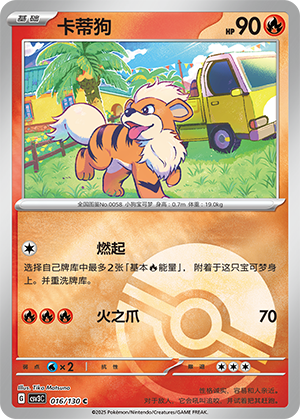 基础
卡蒂狗
HP 90
全国图鉴No.0058 小狗宝可梦 身高:0.7m 体重:19.0kg
燃起
选择自己牌库中最多2张「基本能量」,附着于这只宝可梦身
上。并重洗牌库。
火之爪 70
弱点 ×2 抗性 撤退
Illus. Tika Matsuno
G CSV3C 016/130 C
©2025 Pokémon/Nintendo/Creatures/GAME FREAK.